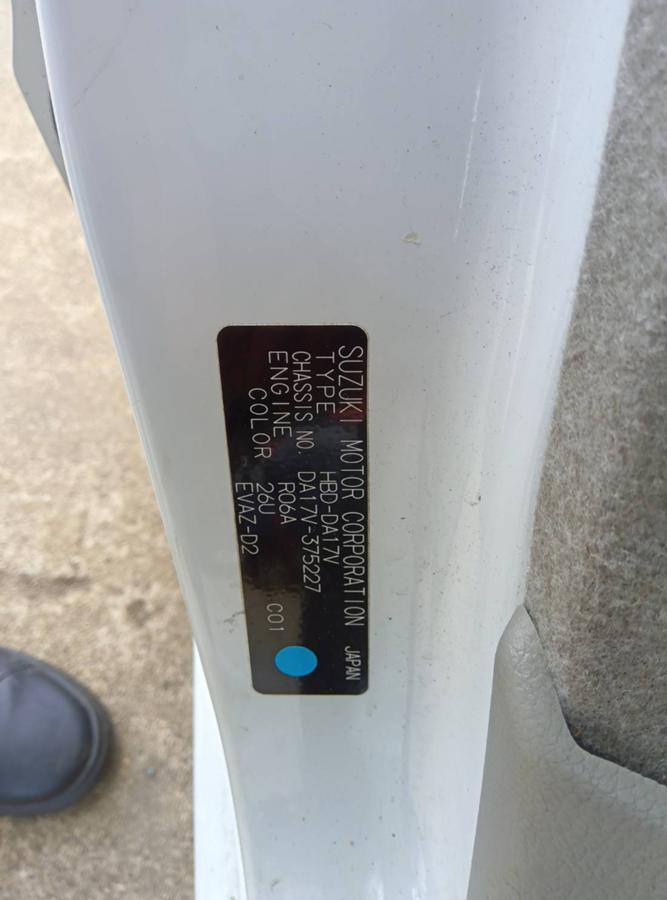 SUZUKI MOTOR CORPORATION JAPAN
TYPE HBD-DA17V
CHASSIS NO. DA17V-375227
ENGINE R06A
COLOR 26U C01
EVAZ-D2